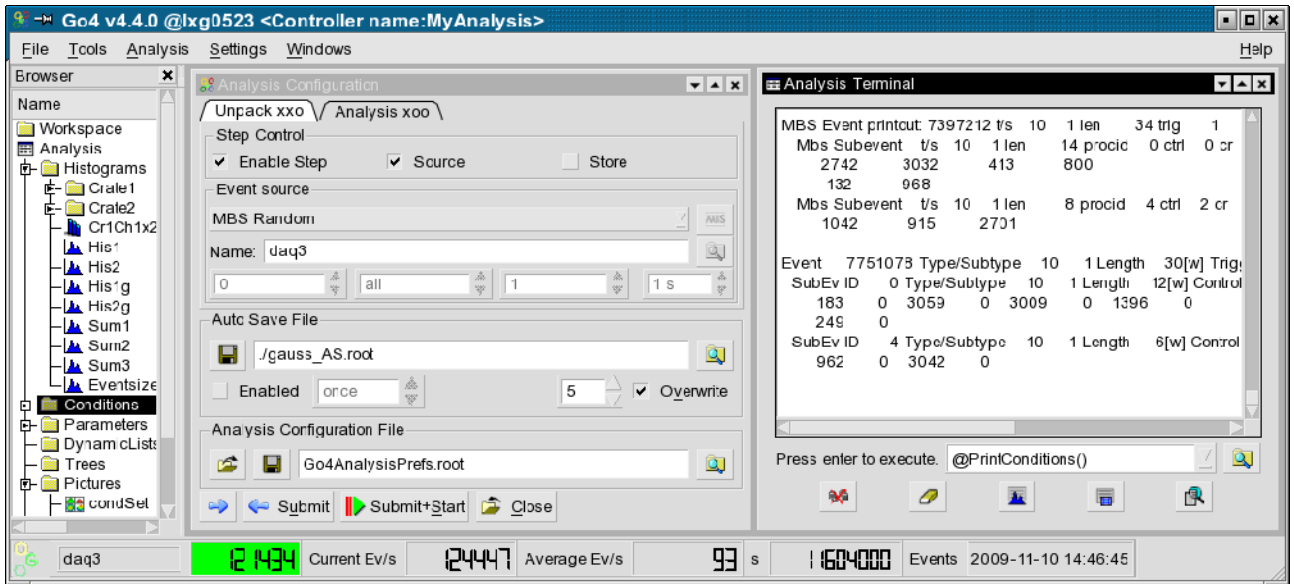 Go4 v4.4.0 @lxg0523 <Controller name:MyAnalysis>
File Tools Analysis Settings Windows Help
Browser
Name
Workspace
Analysis
Histograms
Crate1
Crate2
Cr1Ch1x2
His1
His2
His1g
His2g
Sum1
Sum2
Sum3
Eventsize
Conditions
Parameters
DynamicLists
Trees
Pictures
condSet
Analysis Configuration
Unpack xxo Analysis xoo
Step Control
Enable Step Source Store
Event source
MBS Random MBS
Name: daq3
0 all 1 1 s
Auto Save File
./gauss_AS.root
Enabled once 5 Overwrite
Analysis Configuration File
Go4AnalysisPrefs.root
Submit Submit+Start Close
Analysis Terminal
MBS Event printout: 7397212 t/s 10 1 len 34 trig 1
Mbs Subevent t/s 10 1 len 14 procid 0 ctrl 0 cr
2742 3032 413 800
132 968
Mbs Subevent t/s 10 1 len 8 procid 4 ctrl 2 cr
1042 915 2701
Event 7751078 Type/Subtype 10 1 Length 30[w] Trig
SubEv ID 0 Type/Subtype 10 1 Length 12[w] Control
183 0 3059 0 3009 0 1396 0
249 0
SubEv ID 4 Type/Subtype 10 1 Length 6[w] Control
962 0 3042 0
Press enter to execute. @PrintConditions()
daq3 121434 Current Ev/s 124447 Average Ev/s 93 s 11604000 Events 2009-11-10 14:46:45